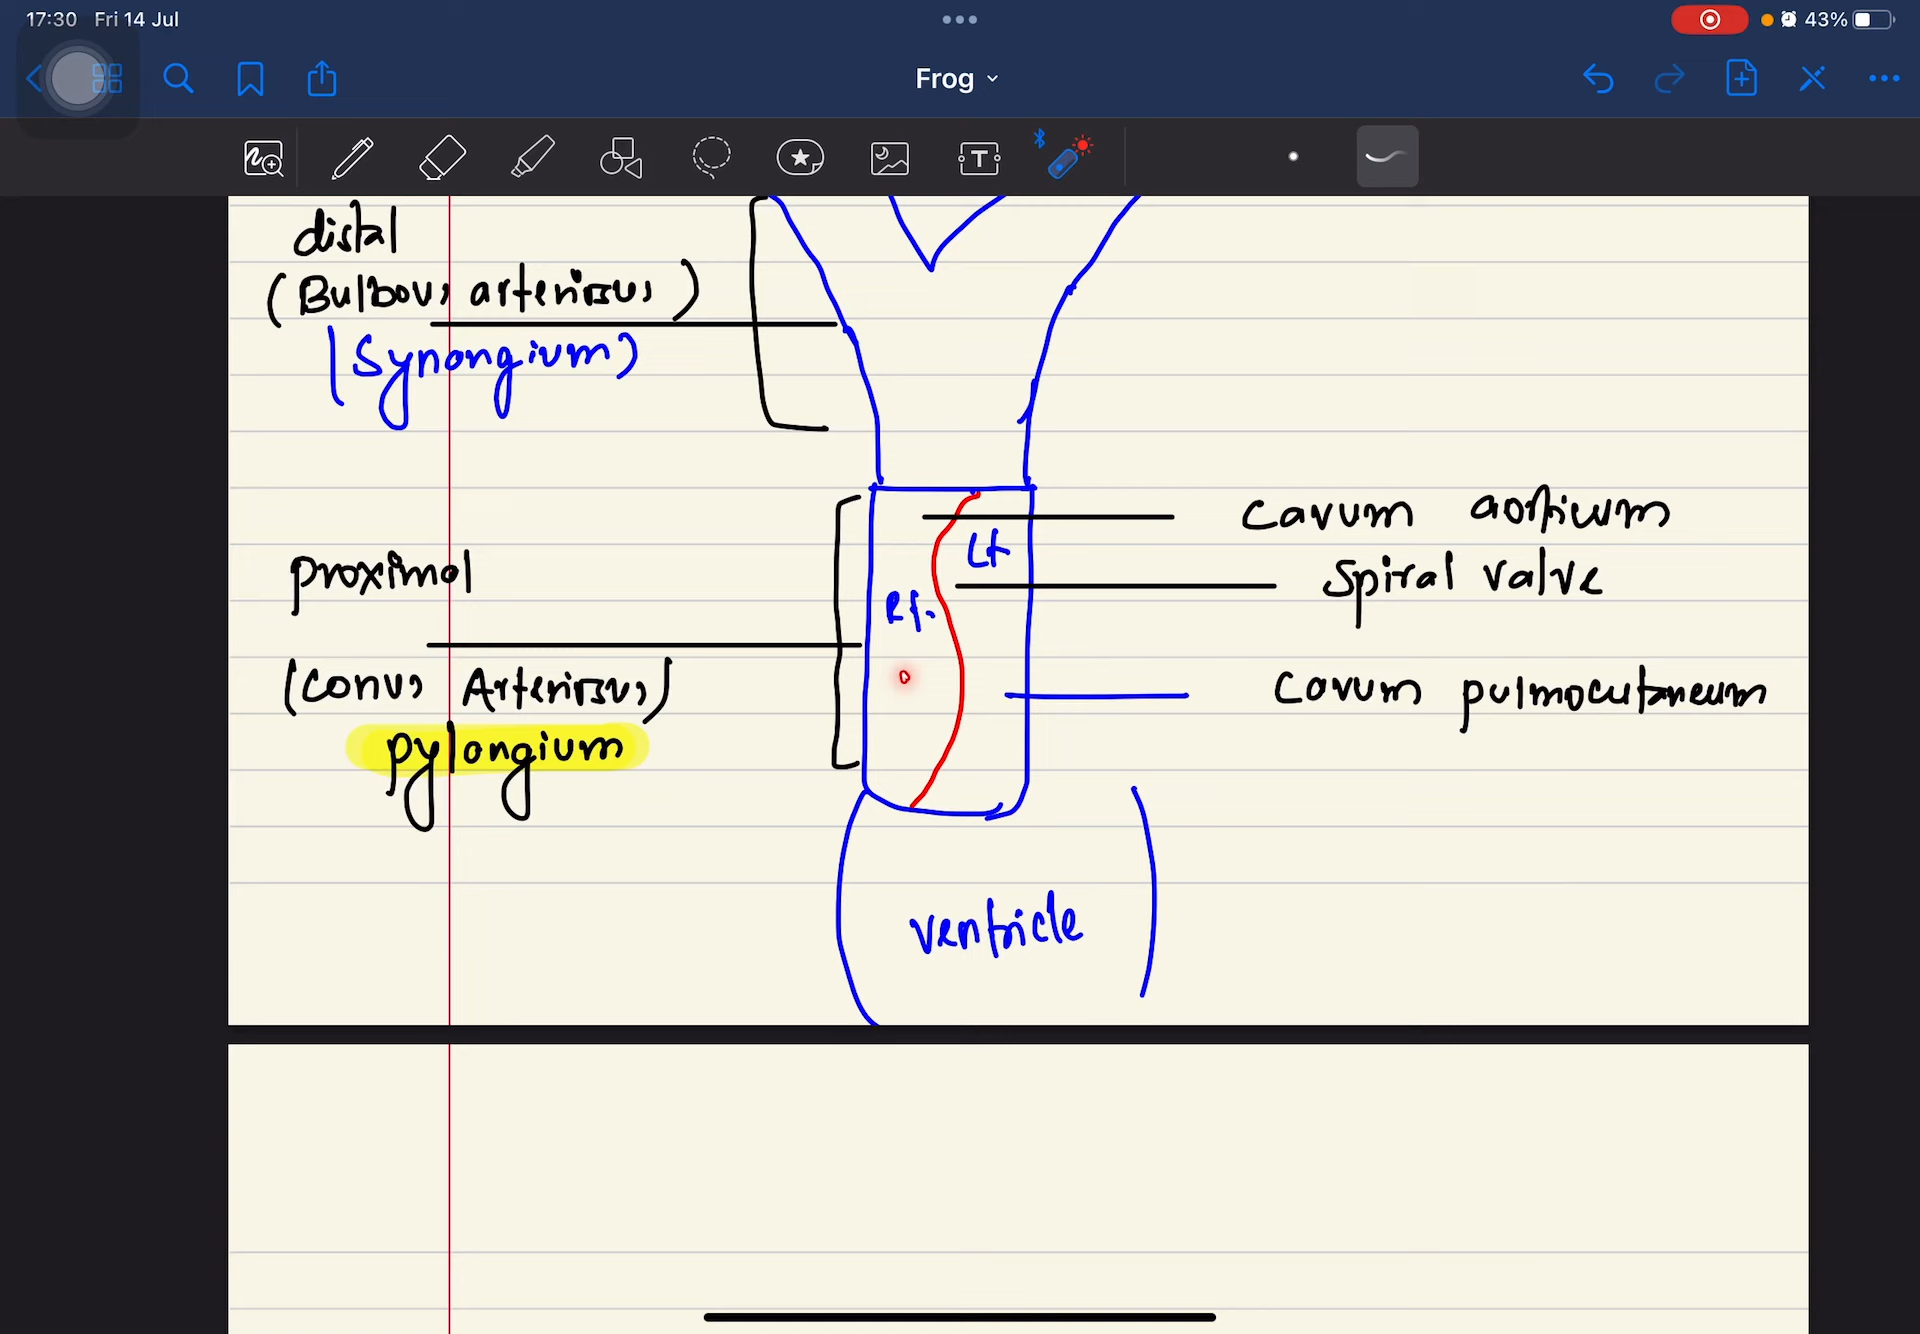 17:30 Fri 14 Jul
43%
Frog
T
distal
(Bulbous arteriosus)
(Synongium)
Cavum aorticum
Lt
Spiral valve
Rt.
proximal
(Conus Arteriosus)
Cavum pulmocutaneum
pylangium
ventricle